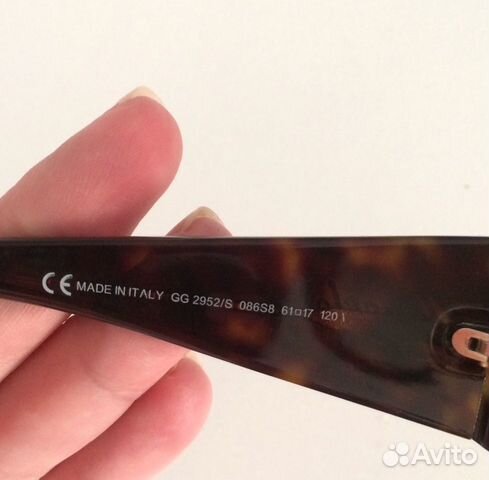 CE MADE IN ITALY GG 2952/S 086S8 61□17 120
Avito